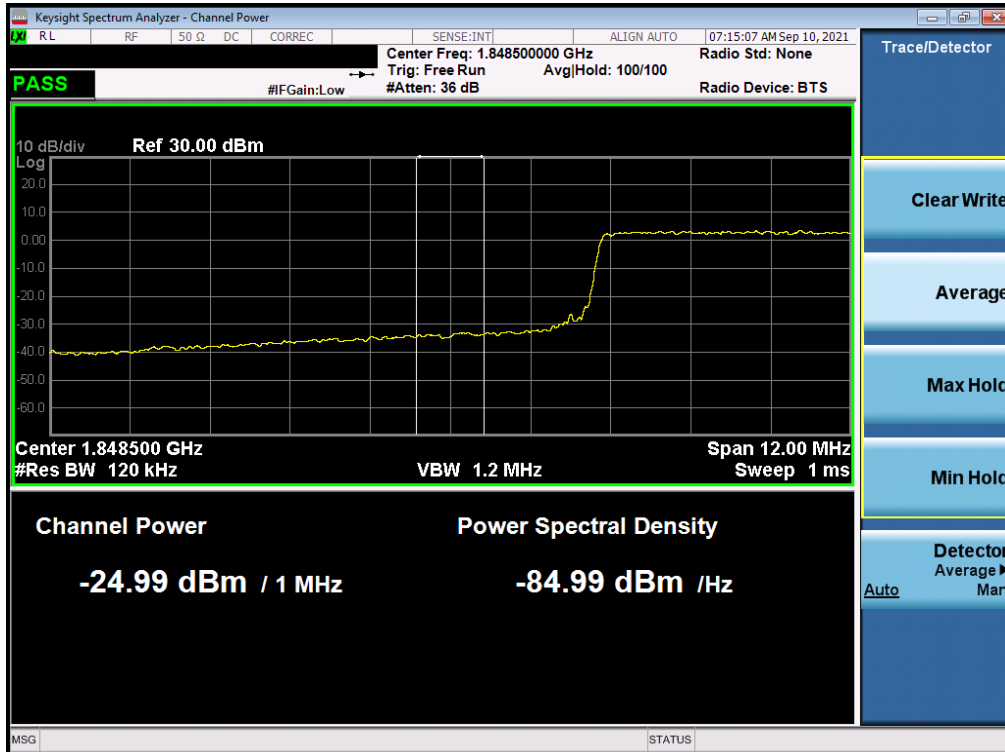 Keysight Spectrum Analyzer - Channel Power
LXI RL RF 50 Ω DC CORREC SENSE:INT ALIGN AUTO 07:15:07 AM Sep 10, 2021
Center Freq: 1.848500000 GHz Radio Std: None
Trig: Free Run Avg|Hold: 100/100
PASS #IFGain:Low #Atten: 36 dB Radio Device: BTS
10 dB/div Ref 30.00 dBm
Log
20.0
10.0
0.00
-10.0
-20.0
-30.0
-40.0
-50.0
-60.0
Center 1.848500 GHz Span 12.00 MHz
#Res BW 120 kHz VBW 1.2 MHz Sweep 1 ms
Channel Power Power Spectral Density
-24.99 dBm / 1 MHz -84.99 dBm /Hz
MSG STATUS
Trace/Detector
Clear Write
Average
Max Hold
Min Hold
Detector
Average
Auto Man